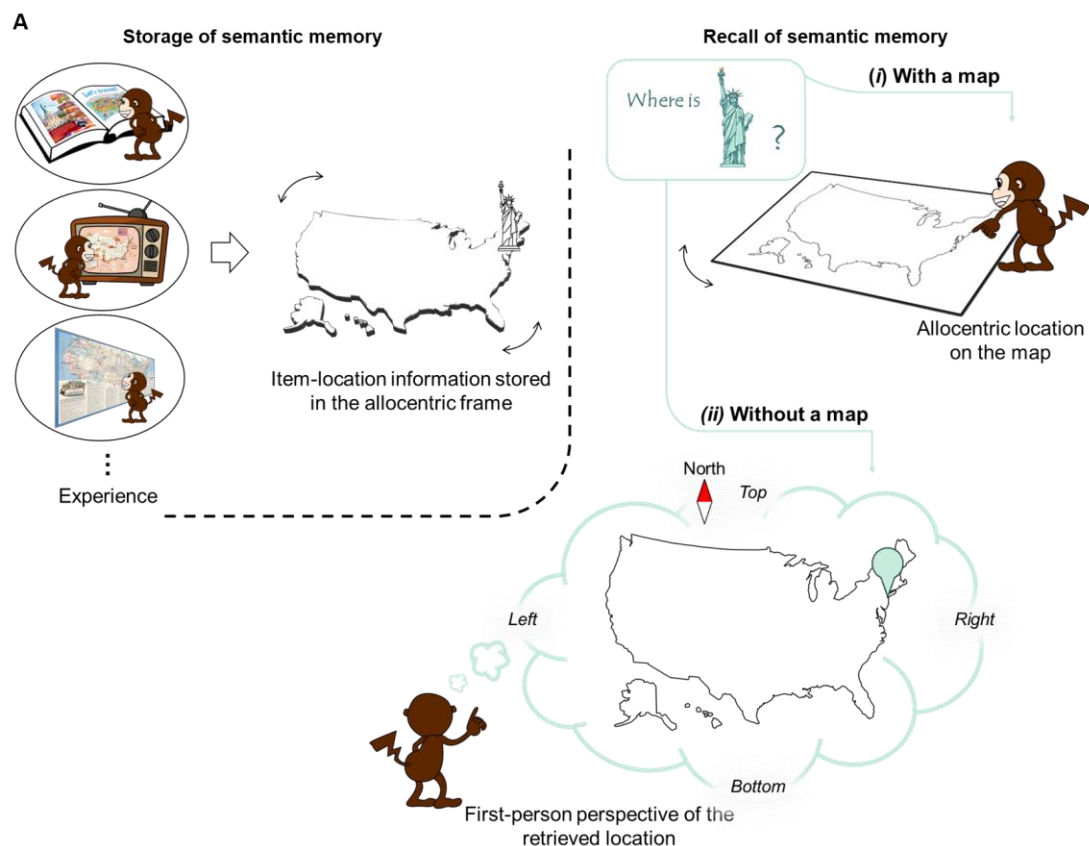 A
Storage of semantic memory
Let's travel!
Item-location information stored
in the allocentric frame
Experience
Recall of semantic memory
Where is
?
(i) With a map
Allocentric location
on the map
(ii) Without a map
North
Top
Left
Right
Bottom
First-person perspective of the
retrieved location